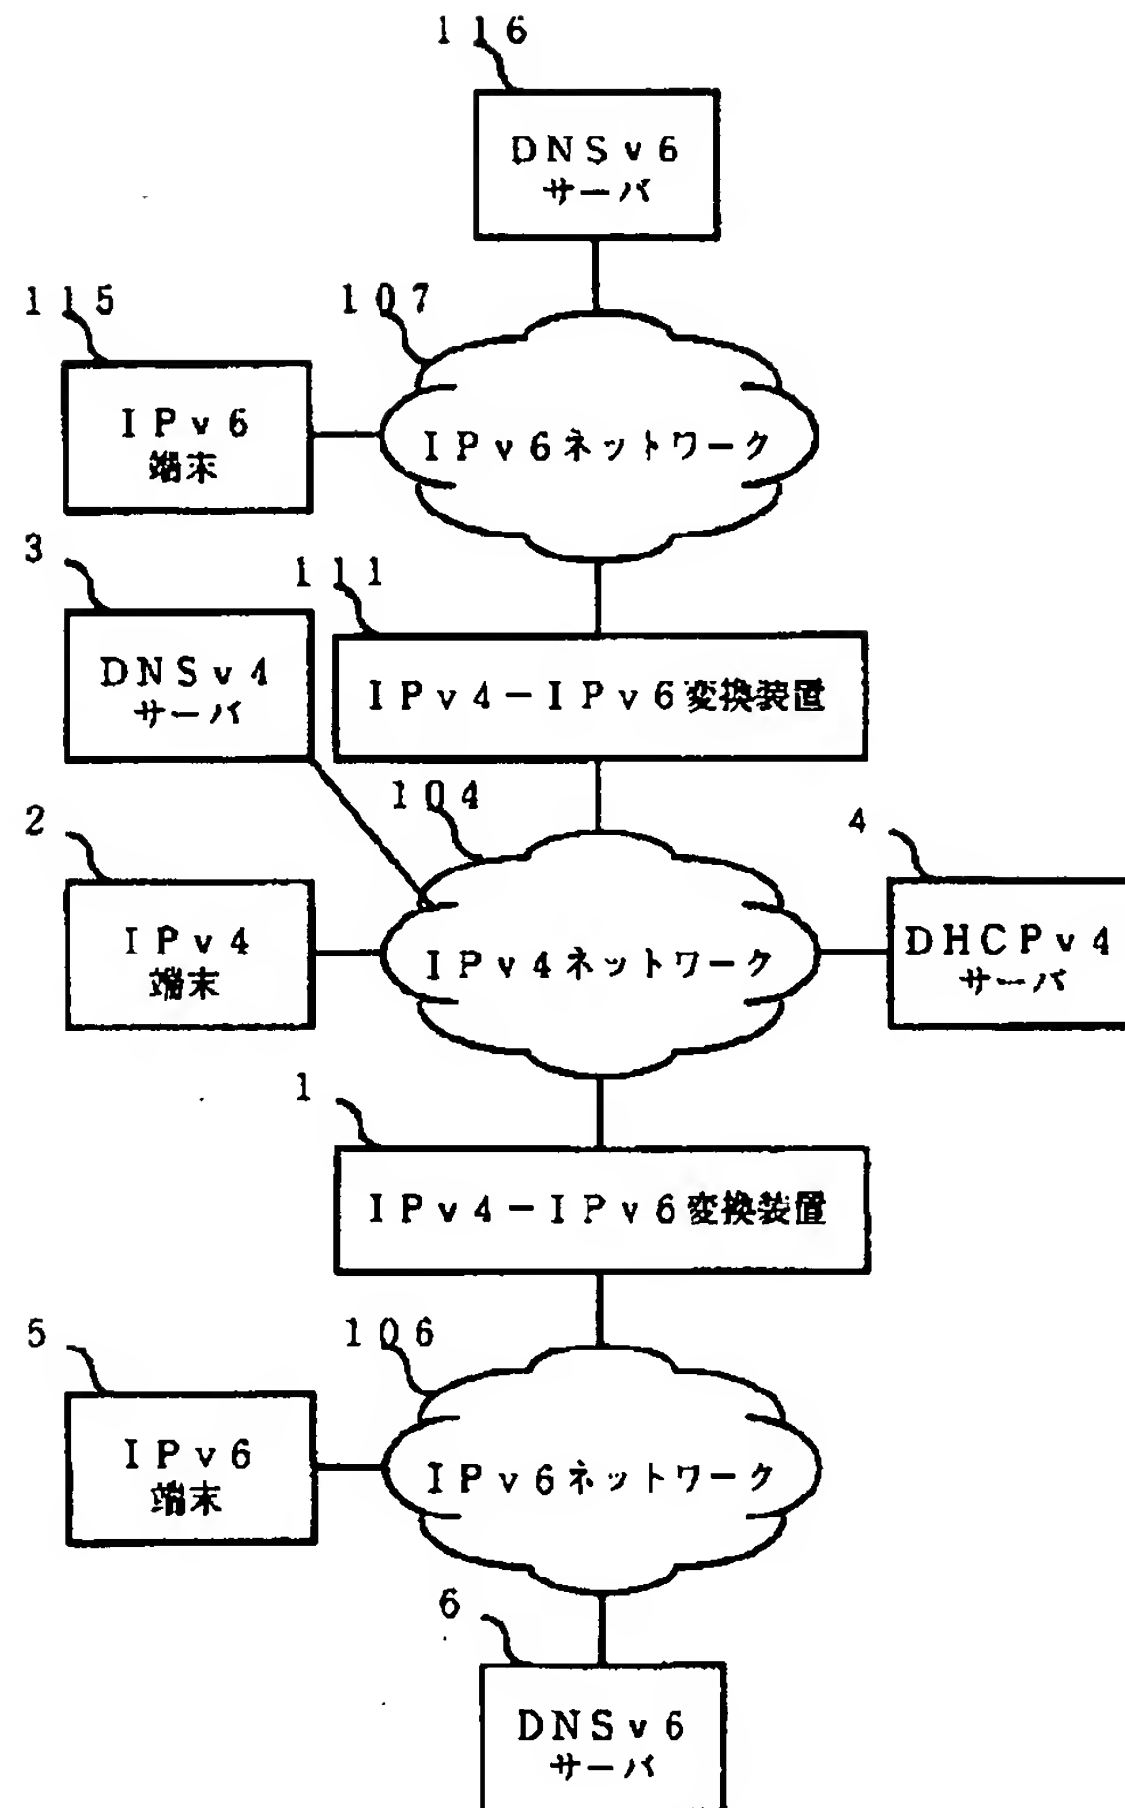 116
DNSv6
サーバ
115
107
IPv6
端末
IPv6ネットワーク
3
111
DNSv4
サーバ
IPv4-IPv6変換装置
104
2
4
IPv4
端末
IPv4ネットワーク
DHCPv4
サーバ
1
IPv4-IPv6変換装置
5
106
IPv6
端末
IPv6ネットワーク
6
DNSv6
サーバ